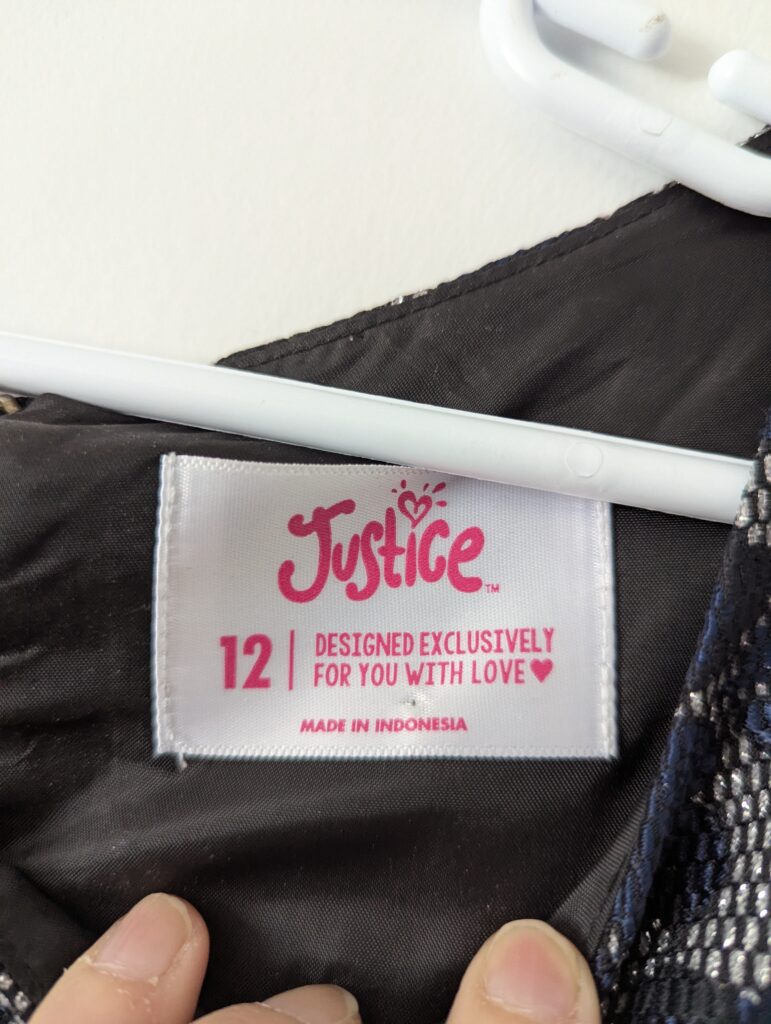 Justice™
12 | DESIGNED EXCLUSIVELY
FOR YOU WITH LOVE♥
MADE IN INDONESIA